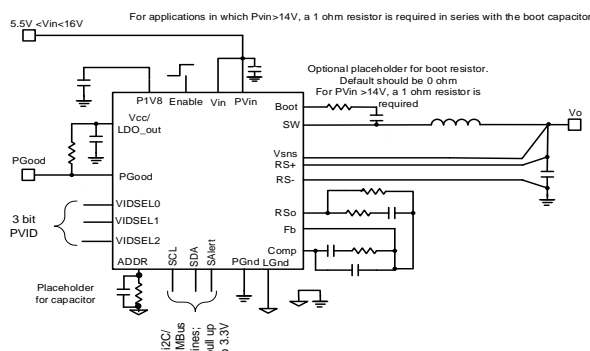 For applications in which Pvin>14V, a 1 ohm resistor is required in series with the boot capacitor
5.5V <Vin<16V
Optional placeholder for boot resistor.
Default should be 0 ohm
For PVin >14V, a 1 ohm resistor is
required
P1V8
Enable
Vin
PVin
Boot
SW
Vo
Vcc/
LDO_out
Vsns
RS+
RS-
PGood
PGood
VIDSEL0
VIDSEL1
VIDSEL2
3 bit
PVID
RSo
Fb
Comp
ADDR
SCL
SDA
SAlert
PGnd
LGnd
Placeholder
for capacitor
i2C/
MBus
ines;
ull up
3.3V